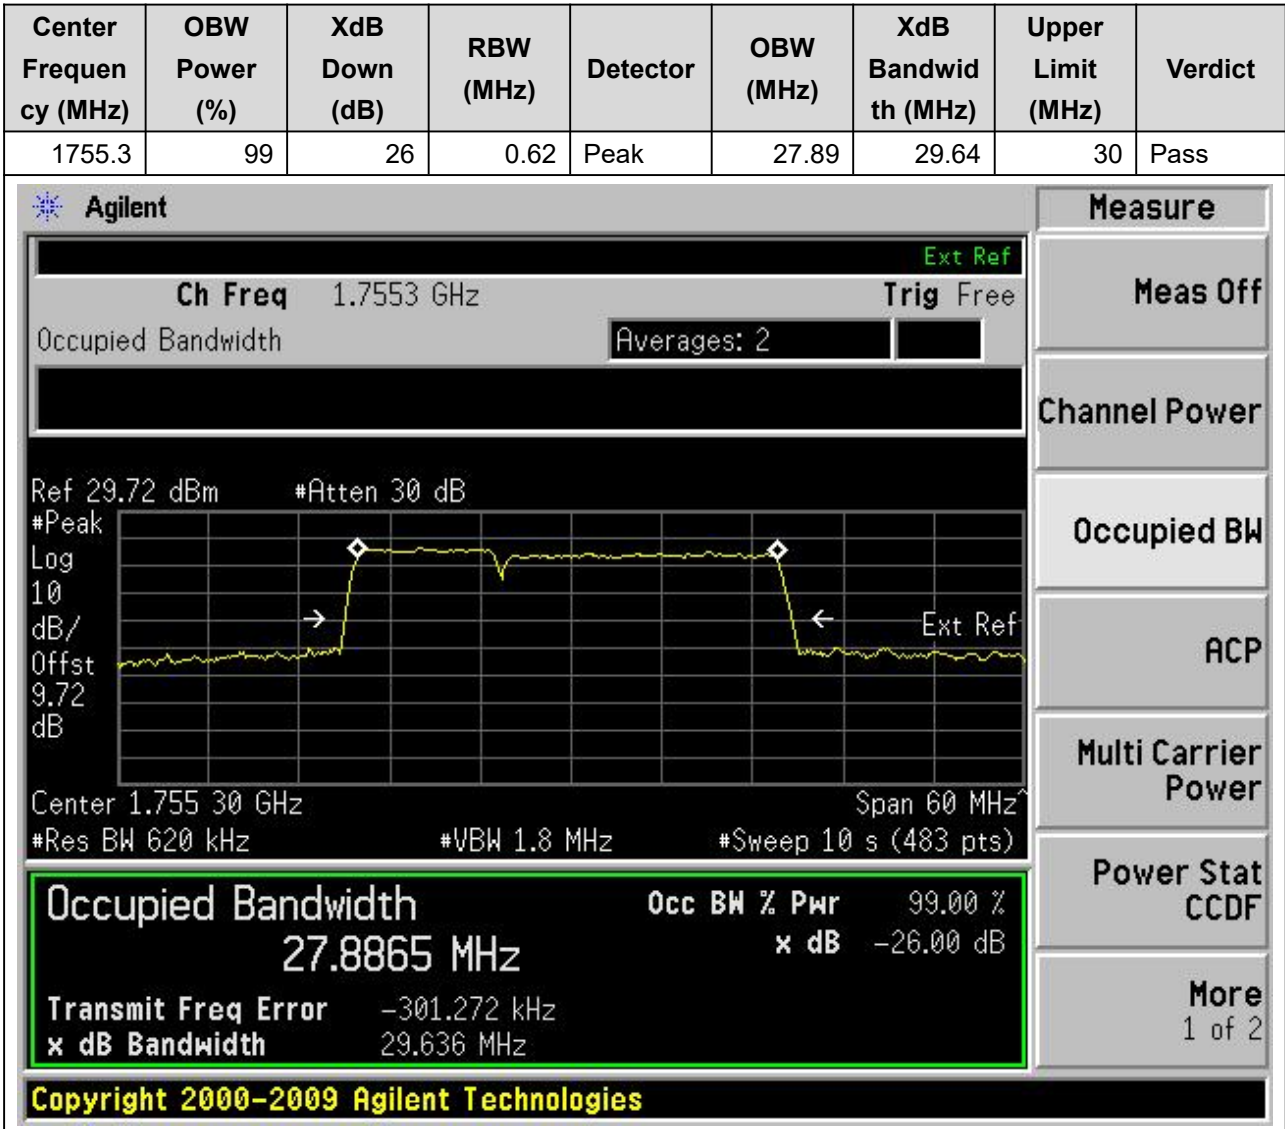 Center Frequen cy (MHz) OBW Power (%) XdB Down (dB) RBW (MHz) Detector OBW (MHz) XdB Bandwid th (MHz) Upper Limit (MHz) Verdict
1755.3 99 26 0.62 Peak 27.89 29.64 30 Pass
Agilent
Measure
Ext Ref
Ch Freq 1.7553 GHz Trig Free
Meas Off
Occupied Bandwidth Averages: 2
Channel Power
Ref 29.72 dBm #Atten 30 dB
#Peak
Log
10
dB/
Offst
9.72
dB
Ext Ref
Occupied BW
ACP
Multi Carrier
Power
Center 1.755 30 GHz Span 60 MHz^
#Res BW 620 kHz #VBW 1.8 MHz #Sweep 10 s (483 pts)
Power Stat
CCDF
Occupied Bandwidth Occ BW % Pwr 99.00 %
27.8865 MHz x dB -26.00 dB
Transmit Freq Error -301.272 kHz
x dB Bandwidth 29.636 MHz
More
1 of 2
Copyright 2000-2009 Agilent Technologies